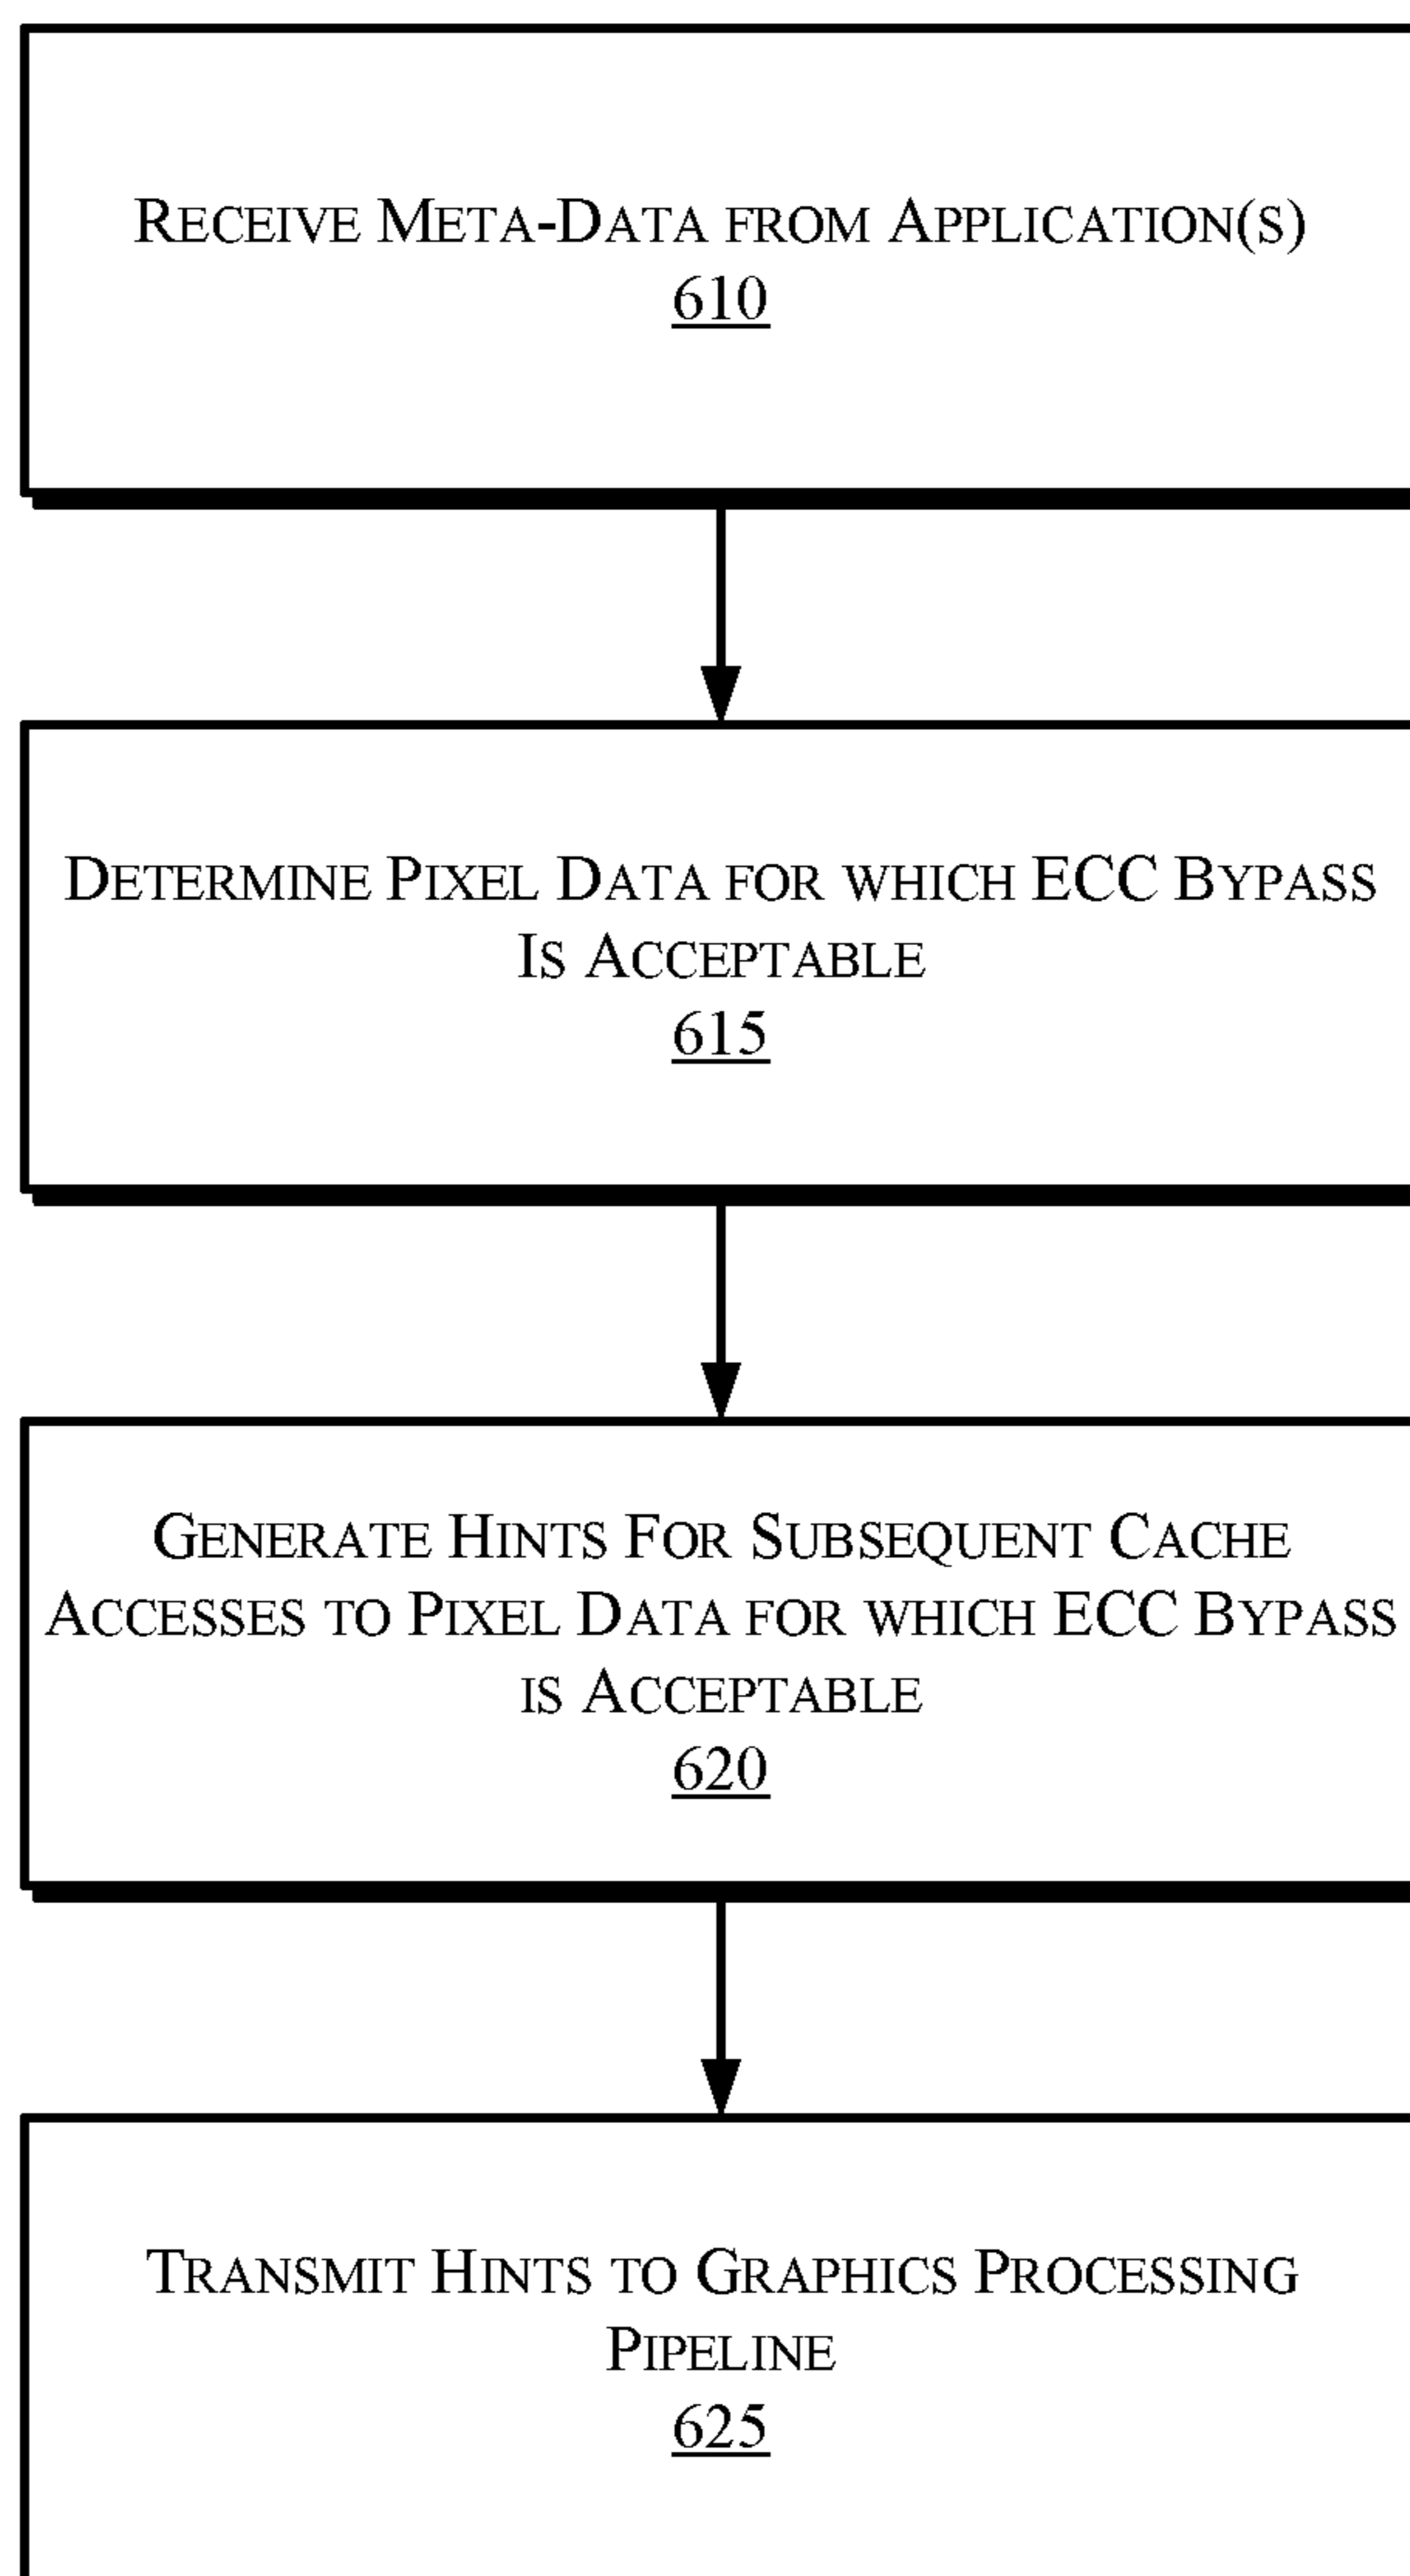 RECEIVE META-DATA FROM APPLICATION(S)
610
DETERMINE PIXEL DATA FOR WHICH ECC BYPASS
IS ACCEPTABLE
615
GENERATE HINTS FOR SUBSEQUENT CACHE
ACCESSES TO PIXEL DATA FOR WHICH ECC BYPASS
IS ACCEPTABLE
620
TRANSMIT HINTS TO GRAPHICS PROCESSING
PIPELINE
625